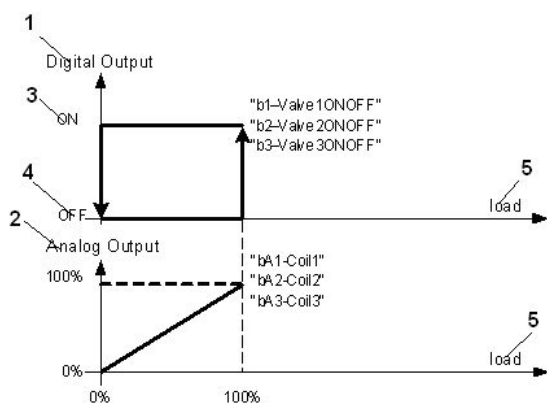 1
Digital Output
3
ON
"b1-Valve1ONOFF"
"b2-Valve2ONOFF"
"b3-Valve3ONOFF"
4
5
OFF
load
2
Analog Output
100%
"bA1-Coil1"
"bA2-Coil2"
"bA3-Coil3"
5
0%
load
0%
100%